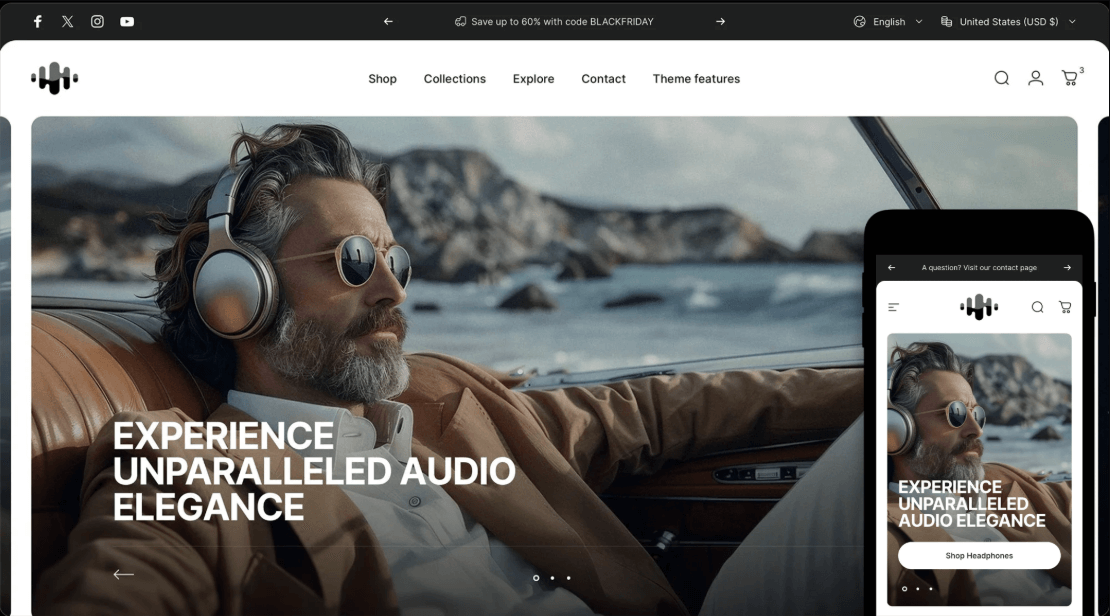 Save up to 60% with code BLACKFRIDAY
English
United States (USD $)
Shop
Collections
Explore
Contact
Theme features
3
EXPERIENCE
UNPARALLELED AUDIO
ELEGANCE
A question? Visit our contact page
EXPERIENCE
UNPARALLELED
AUDIO ELEGANCE
Shop Headphones